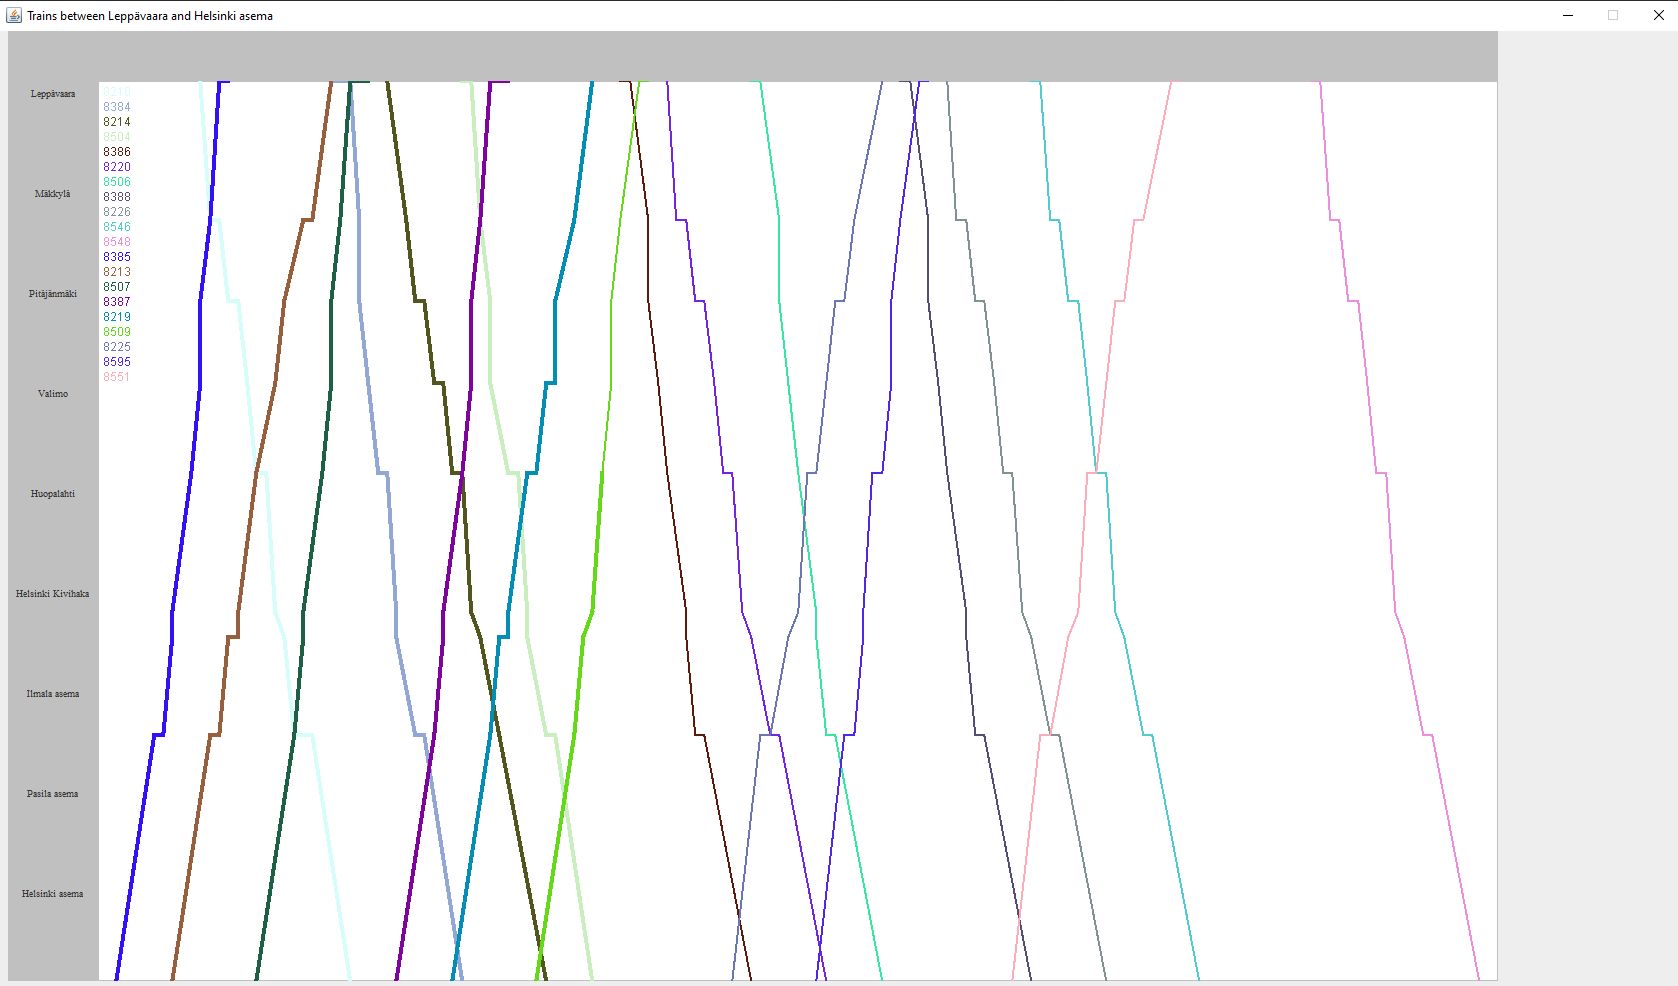 Trains between Leppävaara and Helsinki asema
Leppävaara
Mäkkylä
Pitäjänmäki
Valimo
Huopalahti
Helsinki Kivihaka
Ilmala asema
Pasila asema
Helsinki asema
8210
8384
8214
8504
8386
8220
8506
8388
8226
8546
8548
8385
8213
8507
8387
8219
8509
8225
8595
8551